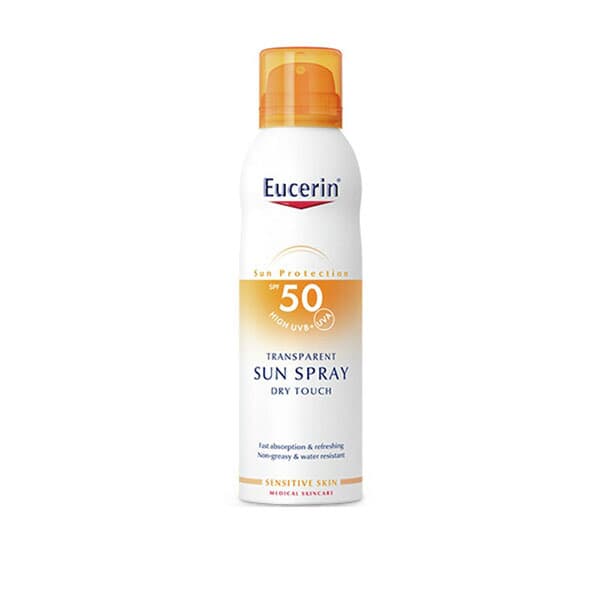 Eucerin®
Sun Protection
SPF 50
HIGH UVB+ UVA
TRANSPARENT
SUN SPRAY
DRY TOUCH
Fast absorption & refreshing
Non-greasy & water resistant
SENSITIVE SKIN
MEDICAL SKINCARE